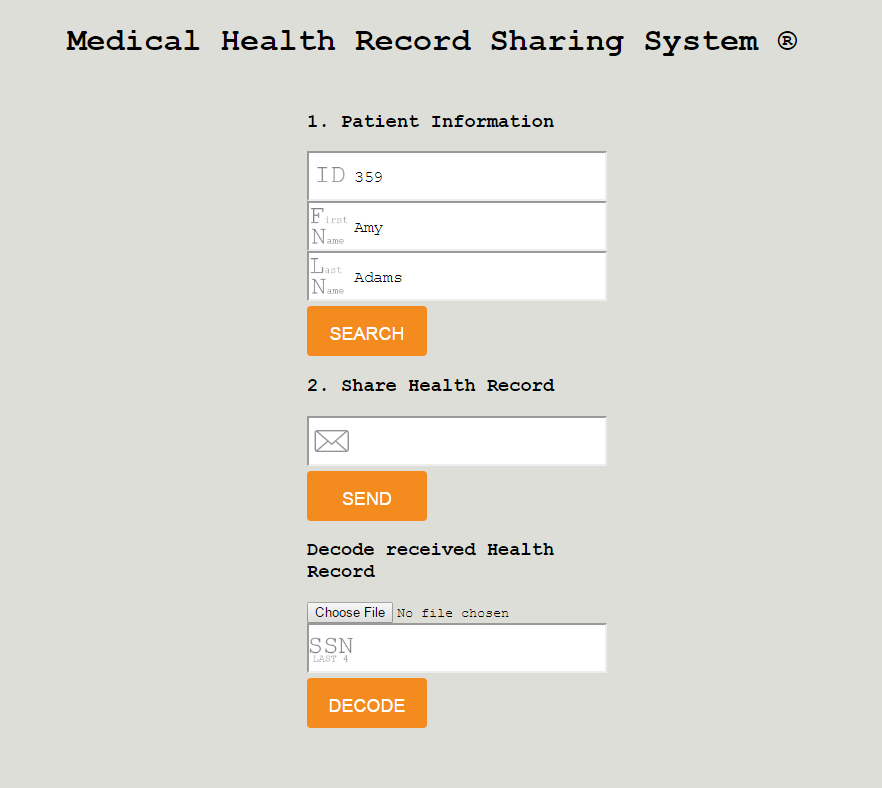 Medical Health Record Sharing System ®
1. Patient Information
ID 359
First
Name Amy
Last
Name Adams
SEARCH
2. Share Health Record
SEND
Decode received Health
Record
Choose File No file chosen
SSN
LAST 4
DECODE